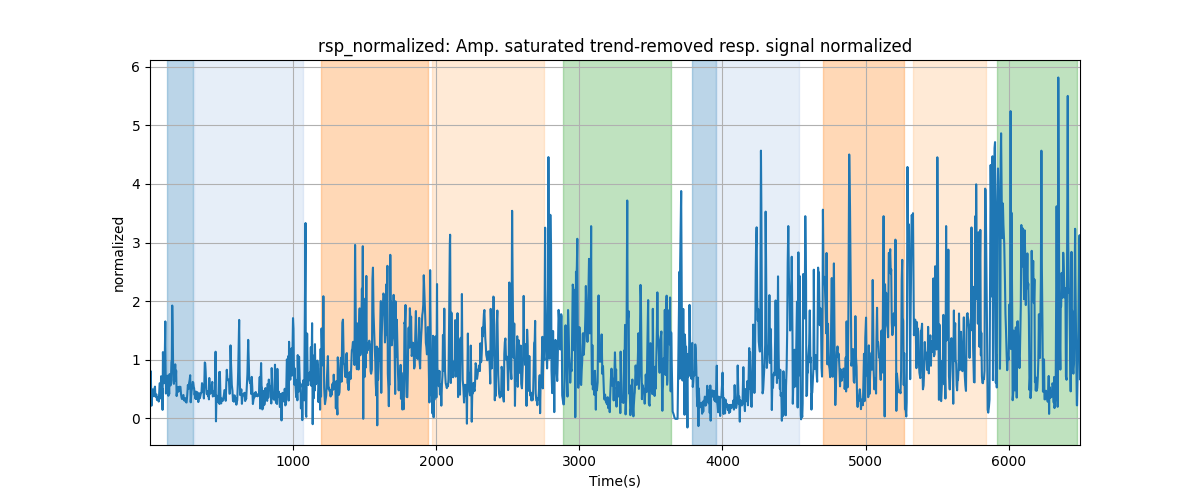 rsp_normalized: Amp. saturated trend-removed resp. signal normalized
6
5
4
3
2
1
0
normalized
1000 2000 3000 4000 5000 6000
Time(s)